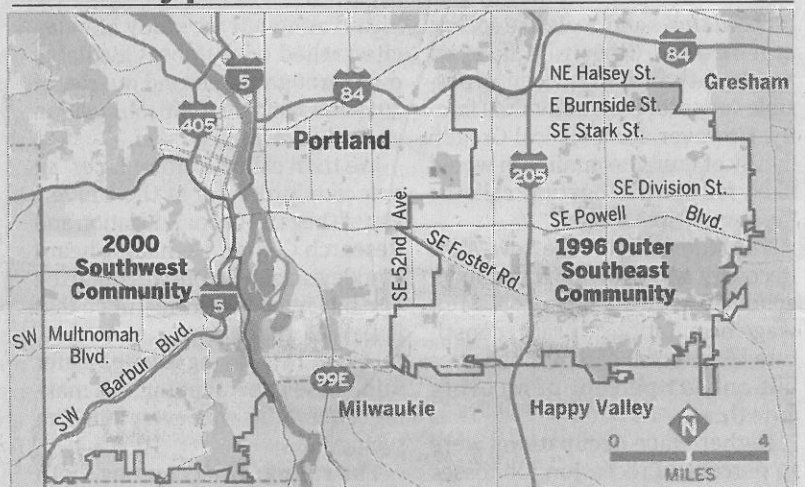 84
5
NE Halsey St.
Gresham
84
E Burnside St.
405
Portland
SE Stark St.
205
SE Division St.
SE 52nd Ave.
SE Powell Blvd.
2000
Southwest
Community
SE Foster Rd.
1996 Outer
Southeast
Community
5
SW Multnomah
Blvd.
SW Barbur Blvd.
99E
Milwaukie
Happy Valley
N
0 4
MILES